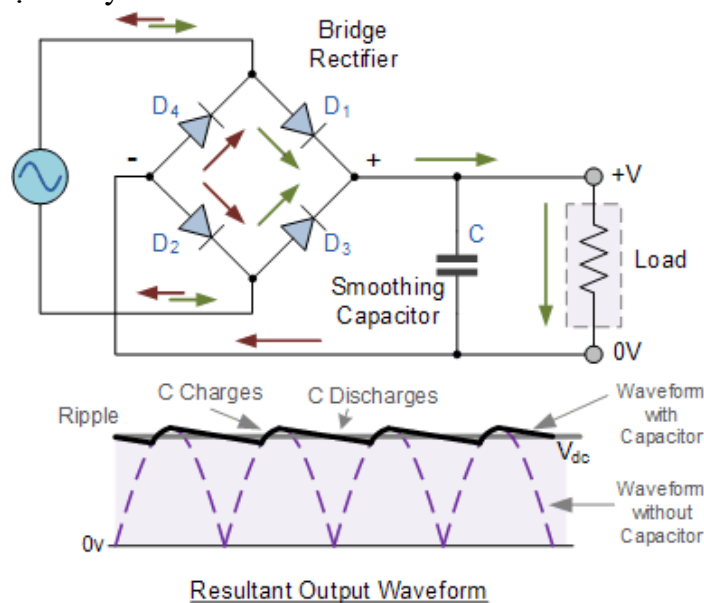 Bridge
Rectifier
D4
D1
-
+
+V
D2
D3
C
Load
Smoothing
Capacitor
0V
C Charges
C Discharges
Ripple
Waveform
with
Capacitor
Vdc
Waveform
without
Capacitor
0v
Resultant Output Waveform